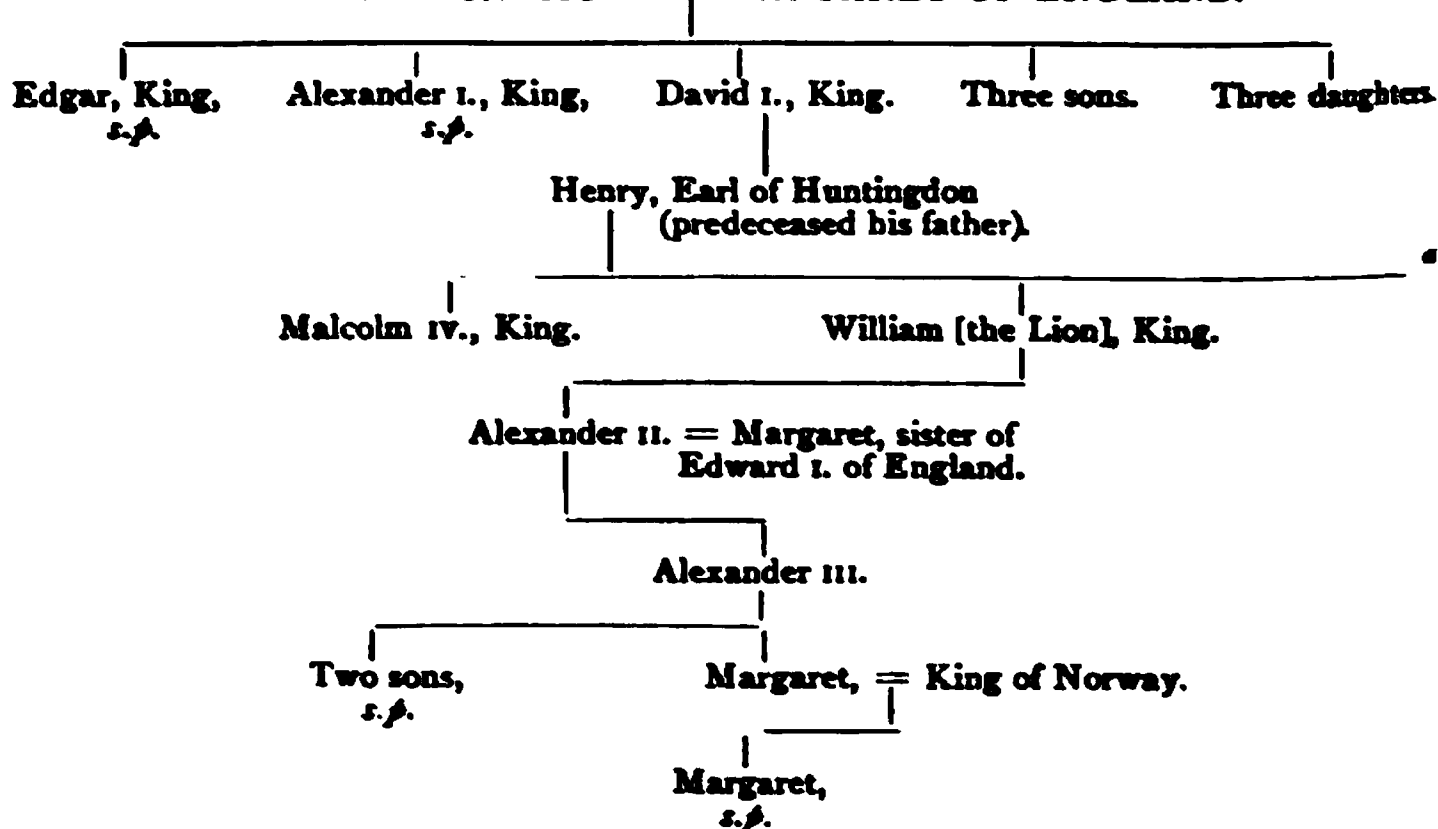 Edgar, King, Alexander I., King, David I., King. Three sons. Three daughters
s.p. s.p.
Henry, Earl of Huntingdon
(predeceased his father).
a
Malcolm IV., King. William [the Lion], King.
Alexander II. = Margaret, sister of
Edward I. of England.
Alexander III.
Two sons, Margaret, = King of Norway.
s.p.
Margaret,
s.p.